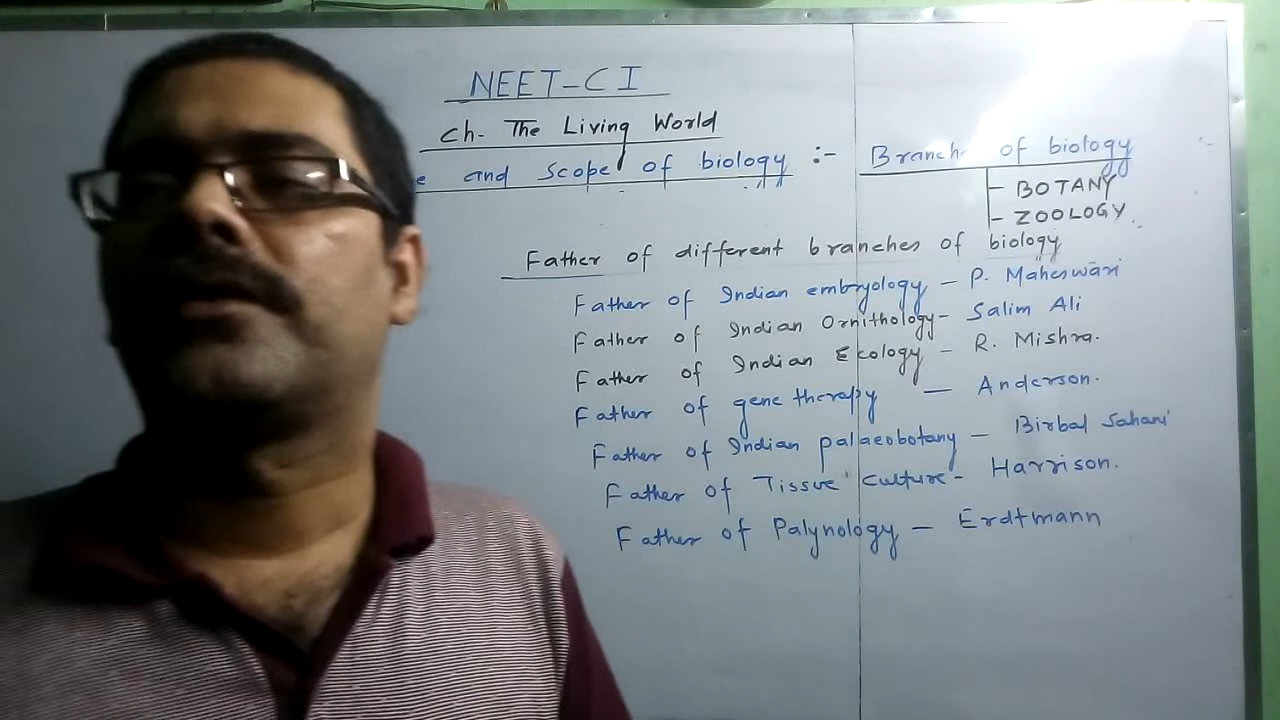 NEET-CI
Ch- The Living World
e and Scope of biology :- Branch of biology
- BOTANY
- ZOOLOGY
Father of different branches of biology
Father of Indian embryology - P. Maheswari
Father of Indian Ornithology- Salim Ali
Father of Indian Ecology - R. Mishra.
Father of gene therapy - Anderson.
Father of Indian palaeobotany - Birbal Sahani
Father of Tissue culture- Harrison.
Father of Palynology - Erdtmann